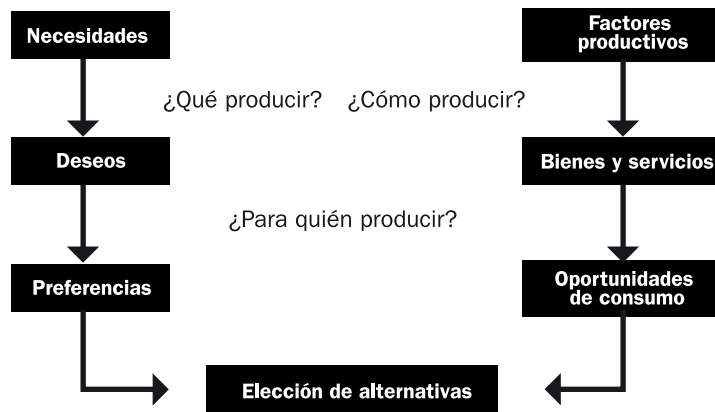 Necesidades
Factores
productivos
¿Qué producir?
¿Cómo producir?
Deseos
Bienes y servicios
¿Para quién producir?
Preferencias
Oportunidades
de consumo
Elección de alternativas